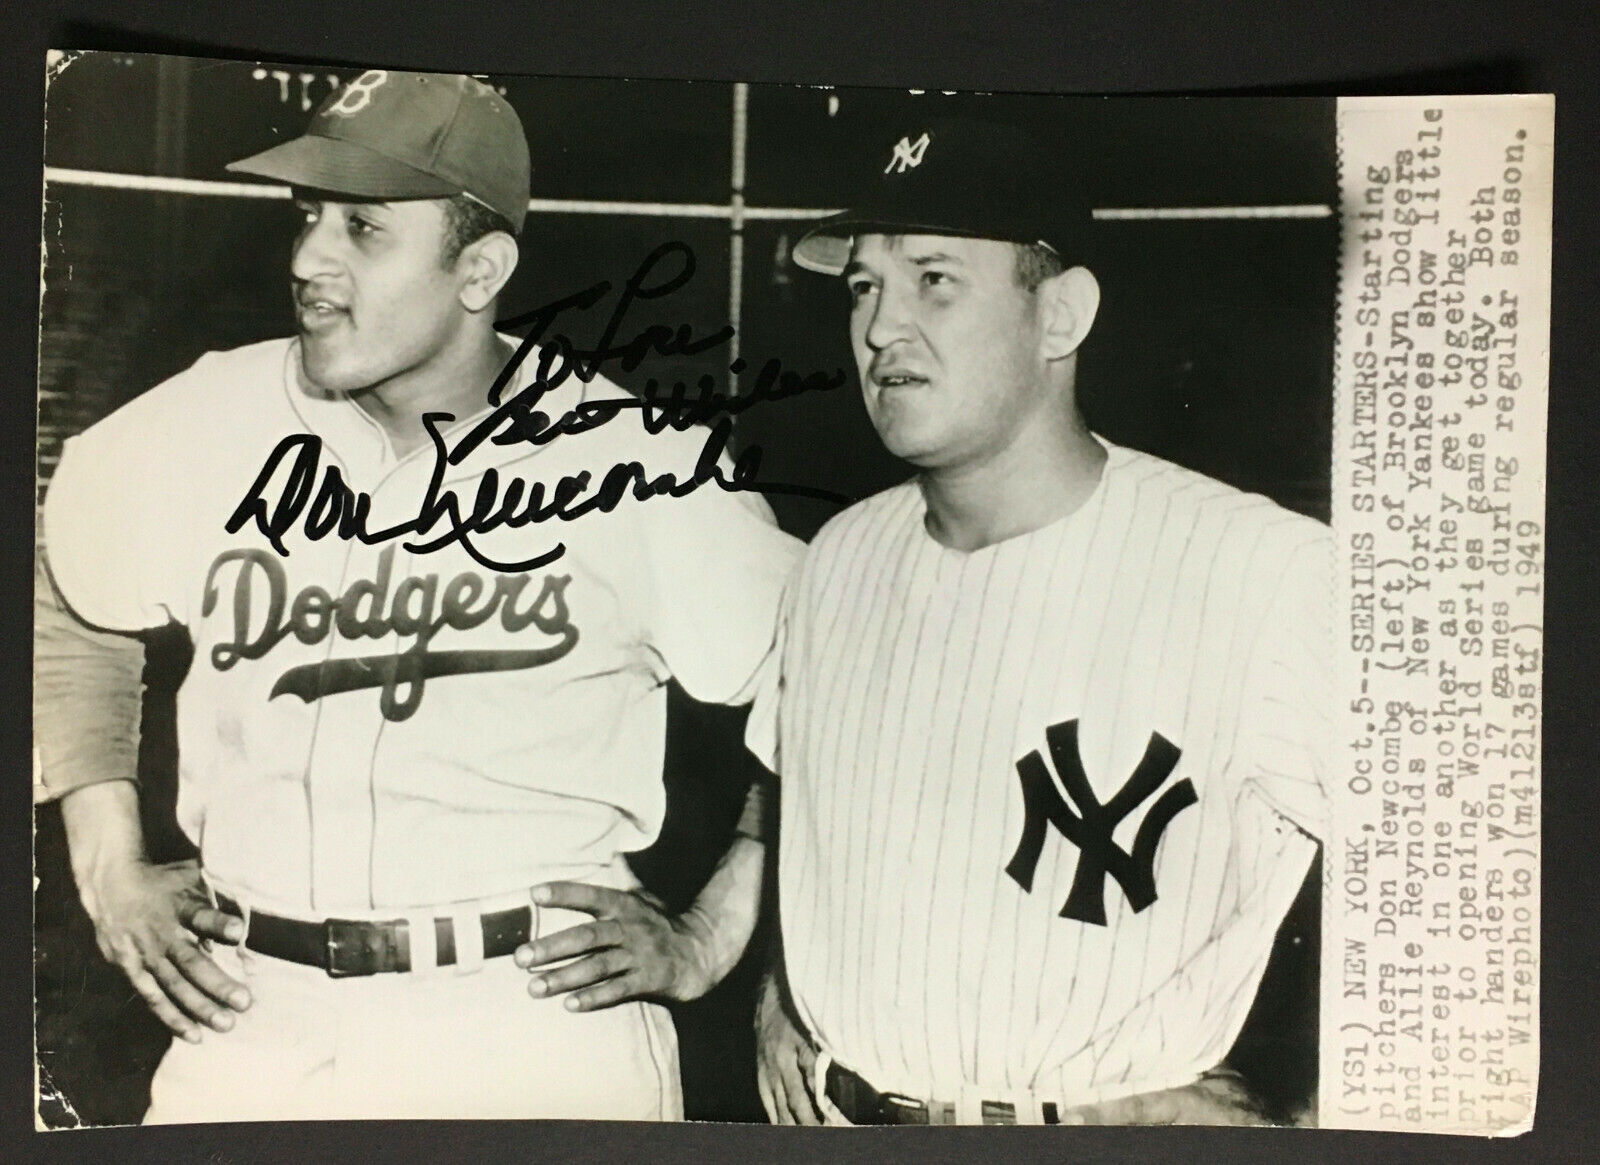 B
NY
To Lou
Best Wishes
Don Newcombe
Dodgers
NY
(YS1) NEW YORK, Oct.5--SERIES STARTERS-Starting
pitchers Don Newcombe (left) of Brooklyn Dodgers
and Allie Reynolds of New York Yankees show little
interest in one another as they get together
prior to opening World Series game today. Both
right handers won 17 games during regular season.
(AP Wirephoto)(m41213stf) 1949